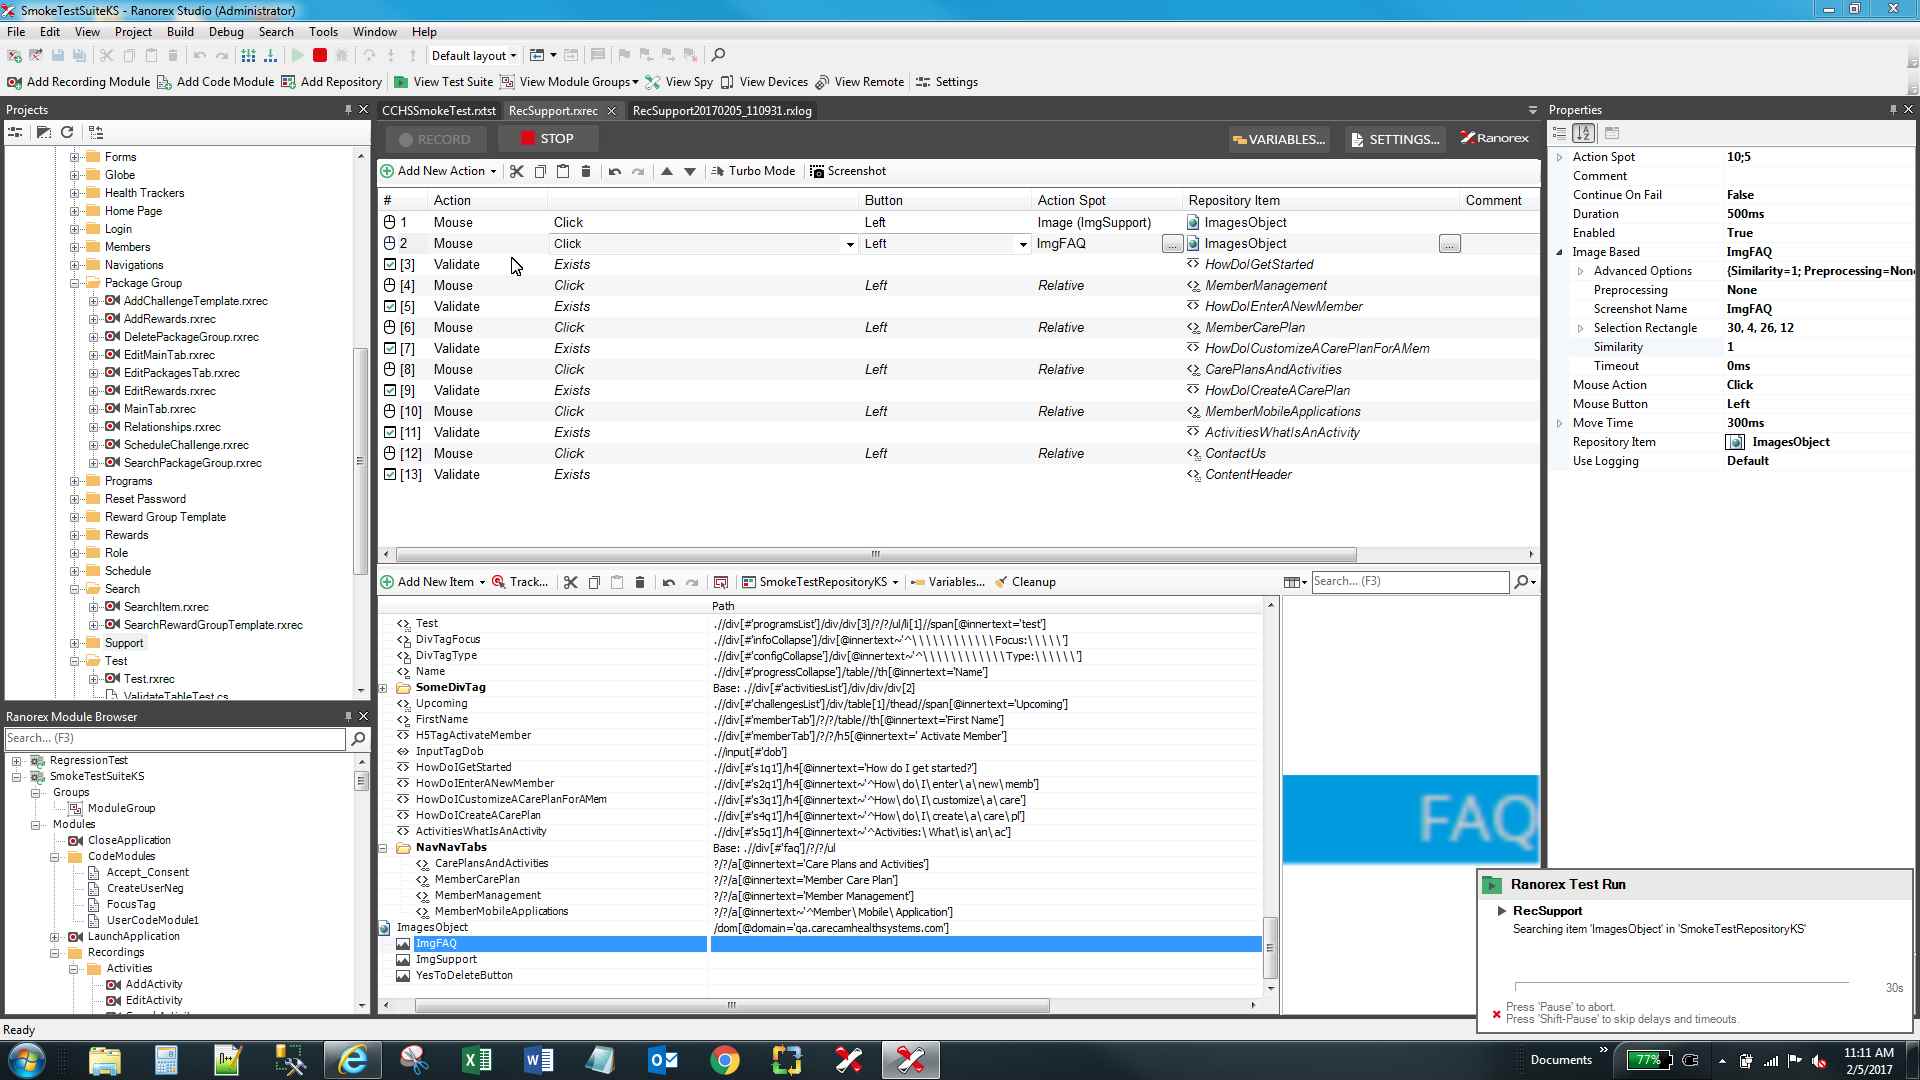 SmokeTestSuiteKS - Ranorex Studio (Administrator)
File Edit View Project Build Debug Search Tools Window Help
Default layout
Add Recording Module Add Code Module Add Repository View Test Suite View Module Groups View Spy View Devices View Remote Settings
Projects
Forms
Globe
Health Trackers
Home Page
Login
Members
Navigations
Package Group
AddChallengeTemplate.rxrec
AddRewards.rxrec
DeletePackageGroup.rxrec
EditMainTab.rxrec
EditPackagesTab.rxrec
EditRewards.rxrec
MainTab.rxrec
Relationships.rxrec
ScheduleChallenge.rxrec
SearchPackageGroup.rxrec
Programs
Reset Password
Reward Group Template
Rewards
Role
Schedule
Search
SearchItem.rxrec
SearchRewardGroupTemplate.rxrec
Support
Test
Test.rxrec
ValidateTableTest.cs
Ranorex Module Browser
Search... (F3)
RegressionTest
SmokeTestSuiteKS
Groups
ModuleGroup
Modules
CloseApplication
CodeModules
Accept_Consent
CreateUserNeg
FocusTag
UserCodeModule1
LaunchApplication
Recordings
Activities
AddActivity
EditActivity
CCHSSmokeTest.rxtst RecSupport.rxrec RecSupport20170205_110931.rxlog
RECORD STOP VARIABLES... SETTINGS... Ranorex
Add New Action Turbo Mode Screenshot
# Action Button Action Spot Repository Item Comment
1 Mouse Click Left Image (ImgSupport) ImagesObject
2 Mouse Click Left ImgFAQ ... ImagesObject ...
[3] Validate Exists HowDoIGetStarted
[4] Mouse Click Left Relative MemberManagement
[5] Validate Exists HowDoIEnterANewMember
[6] Mouse Click Left Relative MemberCarePlan
[7] Validate Exists HowDoICustomizeACarePlanForAMem
[8] Mouse Click Left Relative CarePlansAndActivities
[9] Validate Exists HowDoICreateACarePlan
[10] Mouse Click Left Relative MemberMobileApplications
[11] Validate Exists ActivitiesWhatIsAnActivity
[12] Mouse Click Left Relative ContactUs
[13] Validate Exists ContentHeader
Add New Item Track... SmokeTestRepositoryKS Variables... Cleanup Search... (F3)
Path
Test .//div[#'programsList']/div/div[3]/?/?/ul/li[1]//span[@innertext='test']
DivTagFocus .//div[#'infoCollapse']/div[@innertext~'^\ \ \ \ \ \ \ \ \ \ \ \ Focus:\ \ \ \ \ ']
DivTagType .//div[#'configCollapse']/div[@innertext~'^\ \ \ \ \ \ \ \ \ \ \ \ Type:\ \ \ \ \ \ ']
Name .//div[#'progressCollapse']/table//th[@innertext='Name']
SomeDivTag Base: .//div[#'activitiesList']/div/div/div[2]
Upcoming .//div[#'challengesList']/div/table[1]/thead//span[@innertext='Upcoming']
FirstName .//div[#'memberTab']/?/?/table//th[@innertext='First Name']
H5TagActivateMember .//div[#'memberTab']/?/?/h5[@innertext=' Activate Member']
InputTagDob .//input[#'dob']
HowDoIGetStarted .//div[#'s1q1']/h4[@innertext='How do I get started?']
HowDoIEnterANewMember .//div[#'s2q1']/h4[@innertext~'^How\ do\ I\ enter\ a\ new\ memb']
HowDoICustomizeACarePlanForAMem .//div[#'s3q1']/h4[@innertext~'^How\ do\ I\ customize\ a\ care']
HowDoICreateACarePlan .//div[#'s4q1']/h4[@innertext~'^How\ do\ I\ create\ a\ care\ pl']
ActivitiesWhatIsAnActivity .//div[#'s5q1']/h4[@innertext~'^Activities:\ What\ is\ an\ ac']
NavNavTabs Base: .//div[#'faq']/?/?/ul
CarePlansAndActivities ?/?/a[@innertext='Care Plans and Activities']
MemberCarePlan ?/?/a[@innertext='Member Care Plan']
MemberManagement ?/?/a[@innertext='Member Management']
MemberMobileApplications ?/?/a[@innertext~'^Member\ Mobile\ Application']
ImagesObject /dom[@domain='qa.carecamhealthsystems.com']
ImgFAQ
ImgSupport
YesToDeleteButton
FAQ
Properties
Action Spot 10;5
Comment
Continue On Fail False
Duration 500ms
Enabled True
Image Based ImgFAQ
Advanced Options {Similarity=1; Preprocessing=None
Preprocessing None
Screenshot Name ImgFAQ
Selection Rectangle 30, 4, 26, 12
Similarity 1
Timeout 0ms
Mouse Action Click
Mouse Button Left
Move Time 300ms
Repository Item ImagesObject
Use Logging Default
Ranorex Test Run
RecSupport
Searching item 'ImagesObject' in 'SmokeTestRepositoryKS'
30s
Press 'Pause' to abort.
Press 'Shift-Pause' to skip delays and timeouts.
Ready
Documents
77%
11:11 AM
2/5/2017